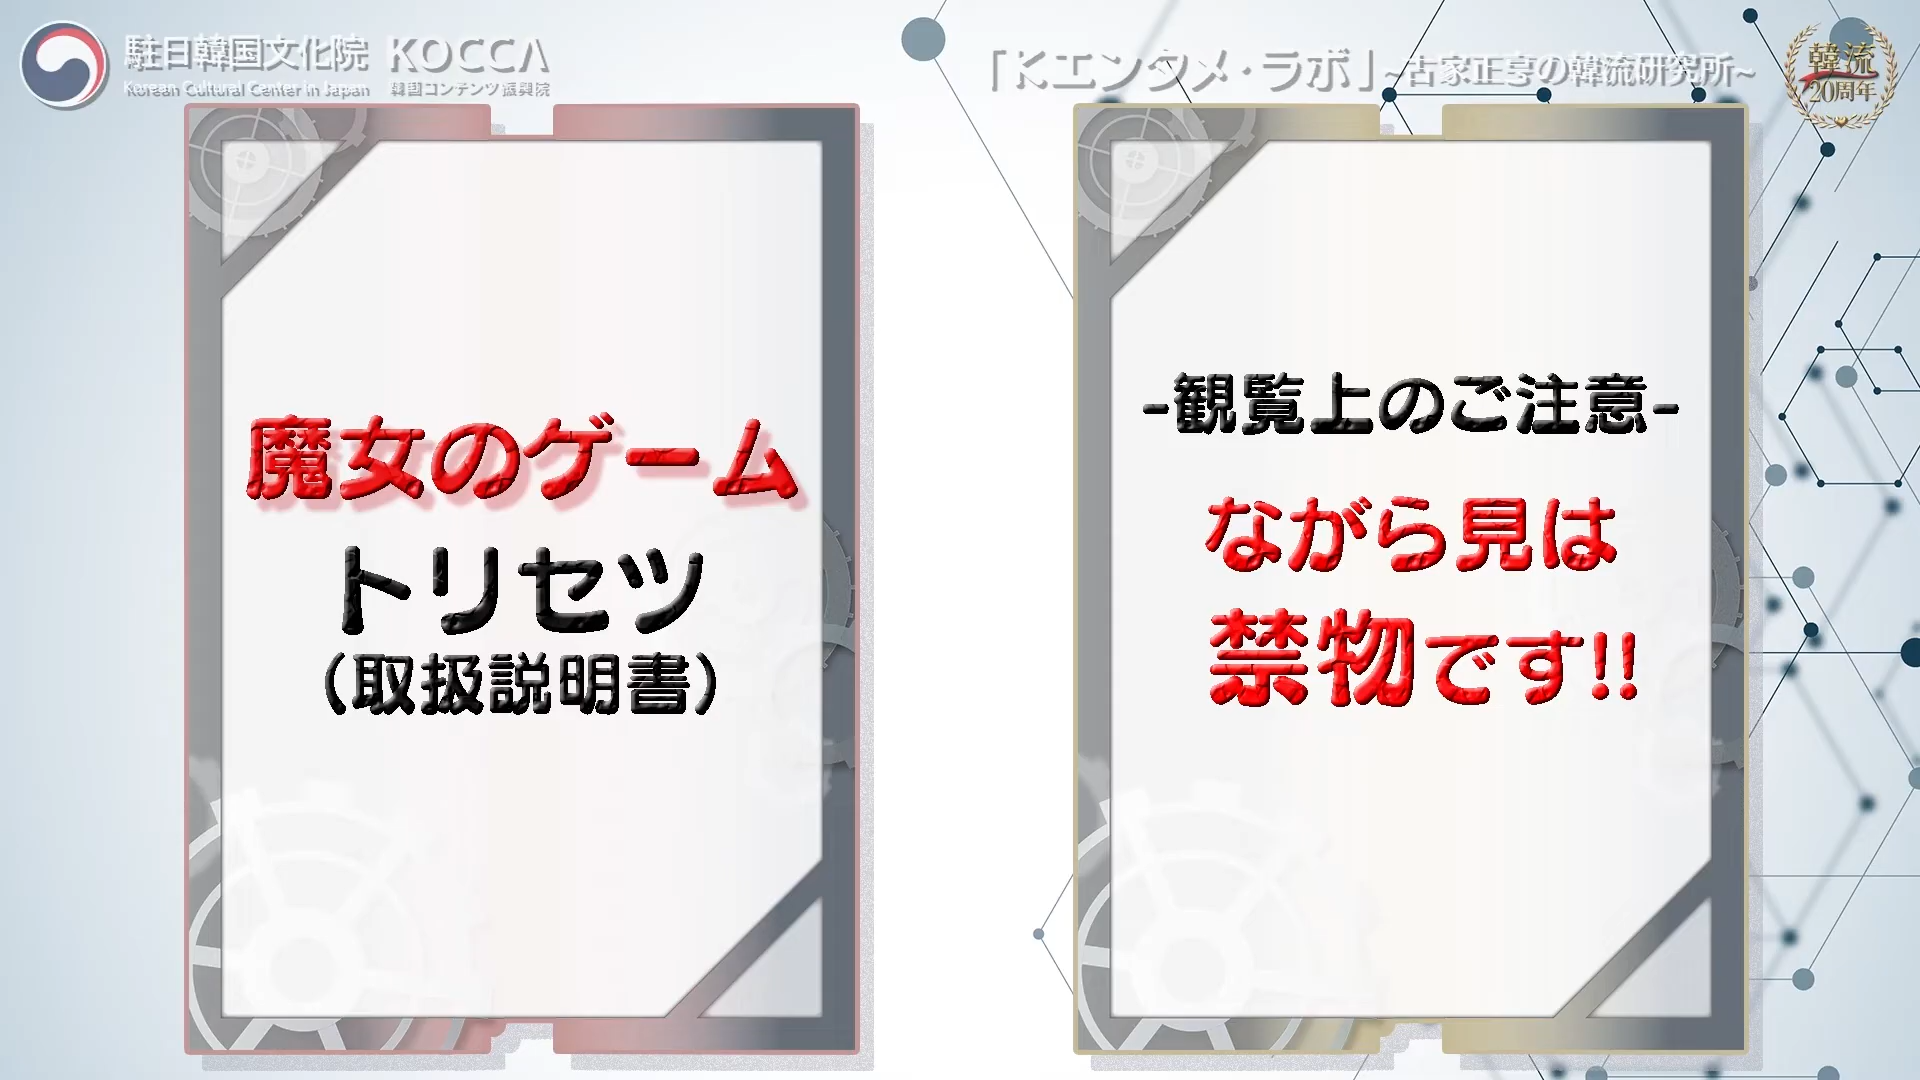 駐日韓国文化院
Korean Cultural Center in Japan
KOCCA
韓国コンテンツ振興院
「Kエンタメ・ラボ」~古家正亨の韓流研究所~
韓流
20周年
魔女のゲーム
トリセツ
(取扱説明書)
-観覧上のご注意-
ながら見は
禁物です!!